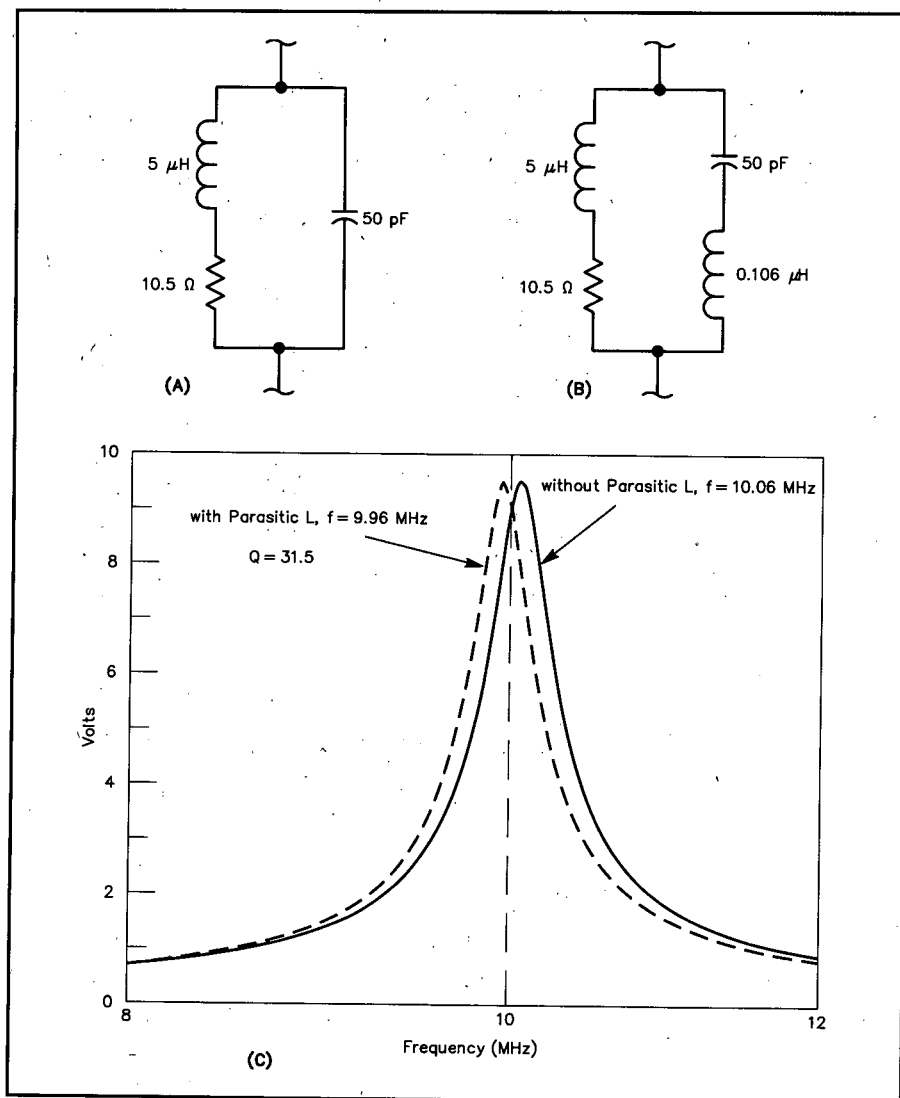 5 μH
50 pF
10.5 Ω
(A)
5 μH
50 pF
10.5 Ω
0.106 μH
(B)
10
8
6
4
2
0
Volts
with Parasitic L, f = 9.96 MHz
Q = 31.5
without Parasitic L, f = 10.06 MHz
8
10
12
Frequency (MHz)
(C)